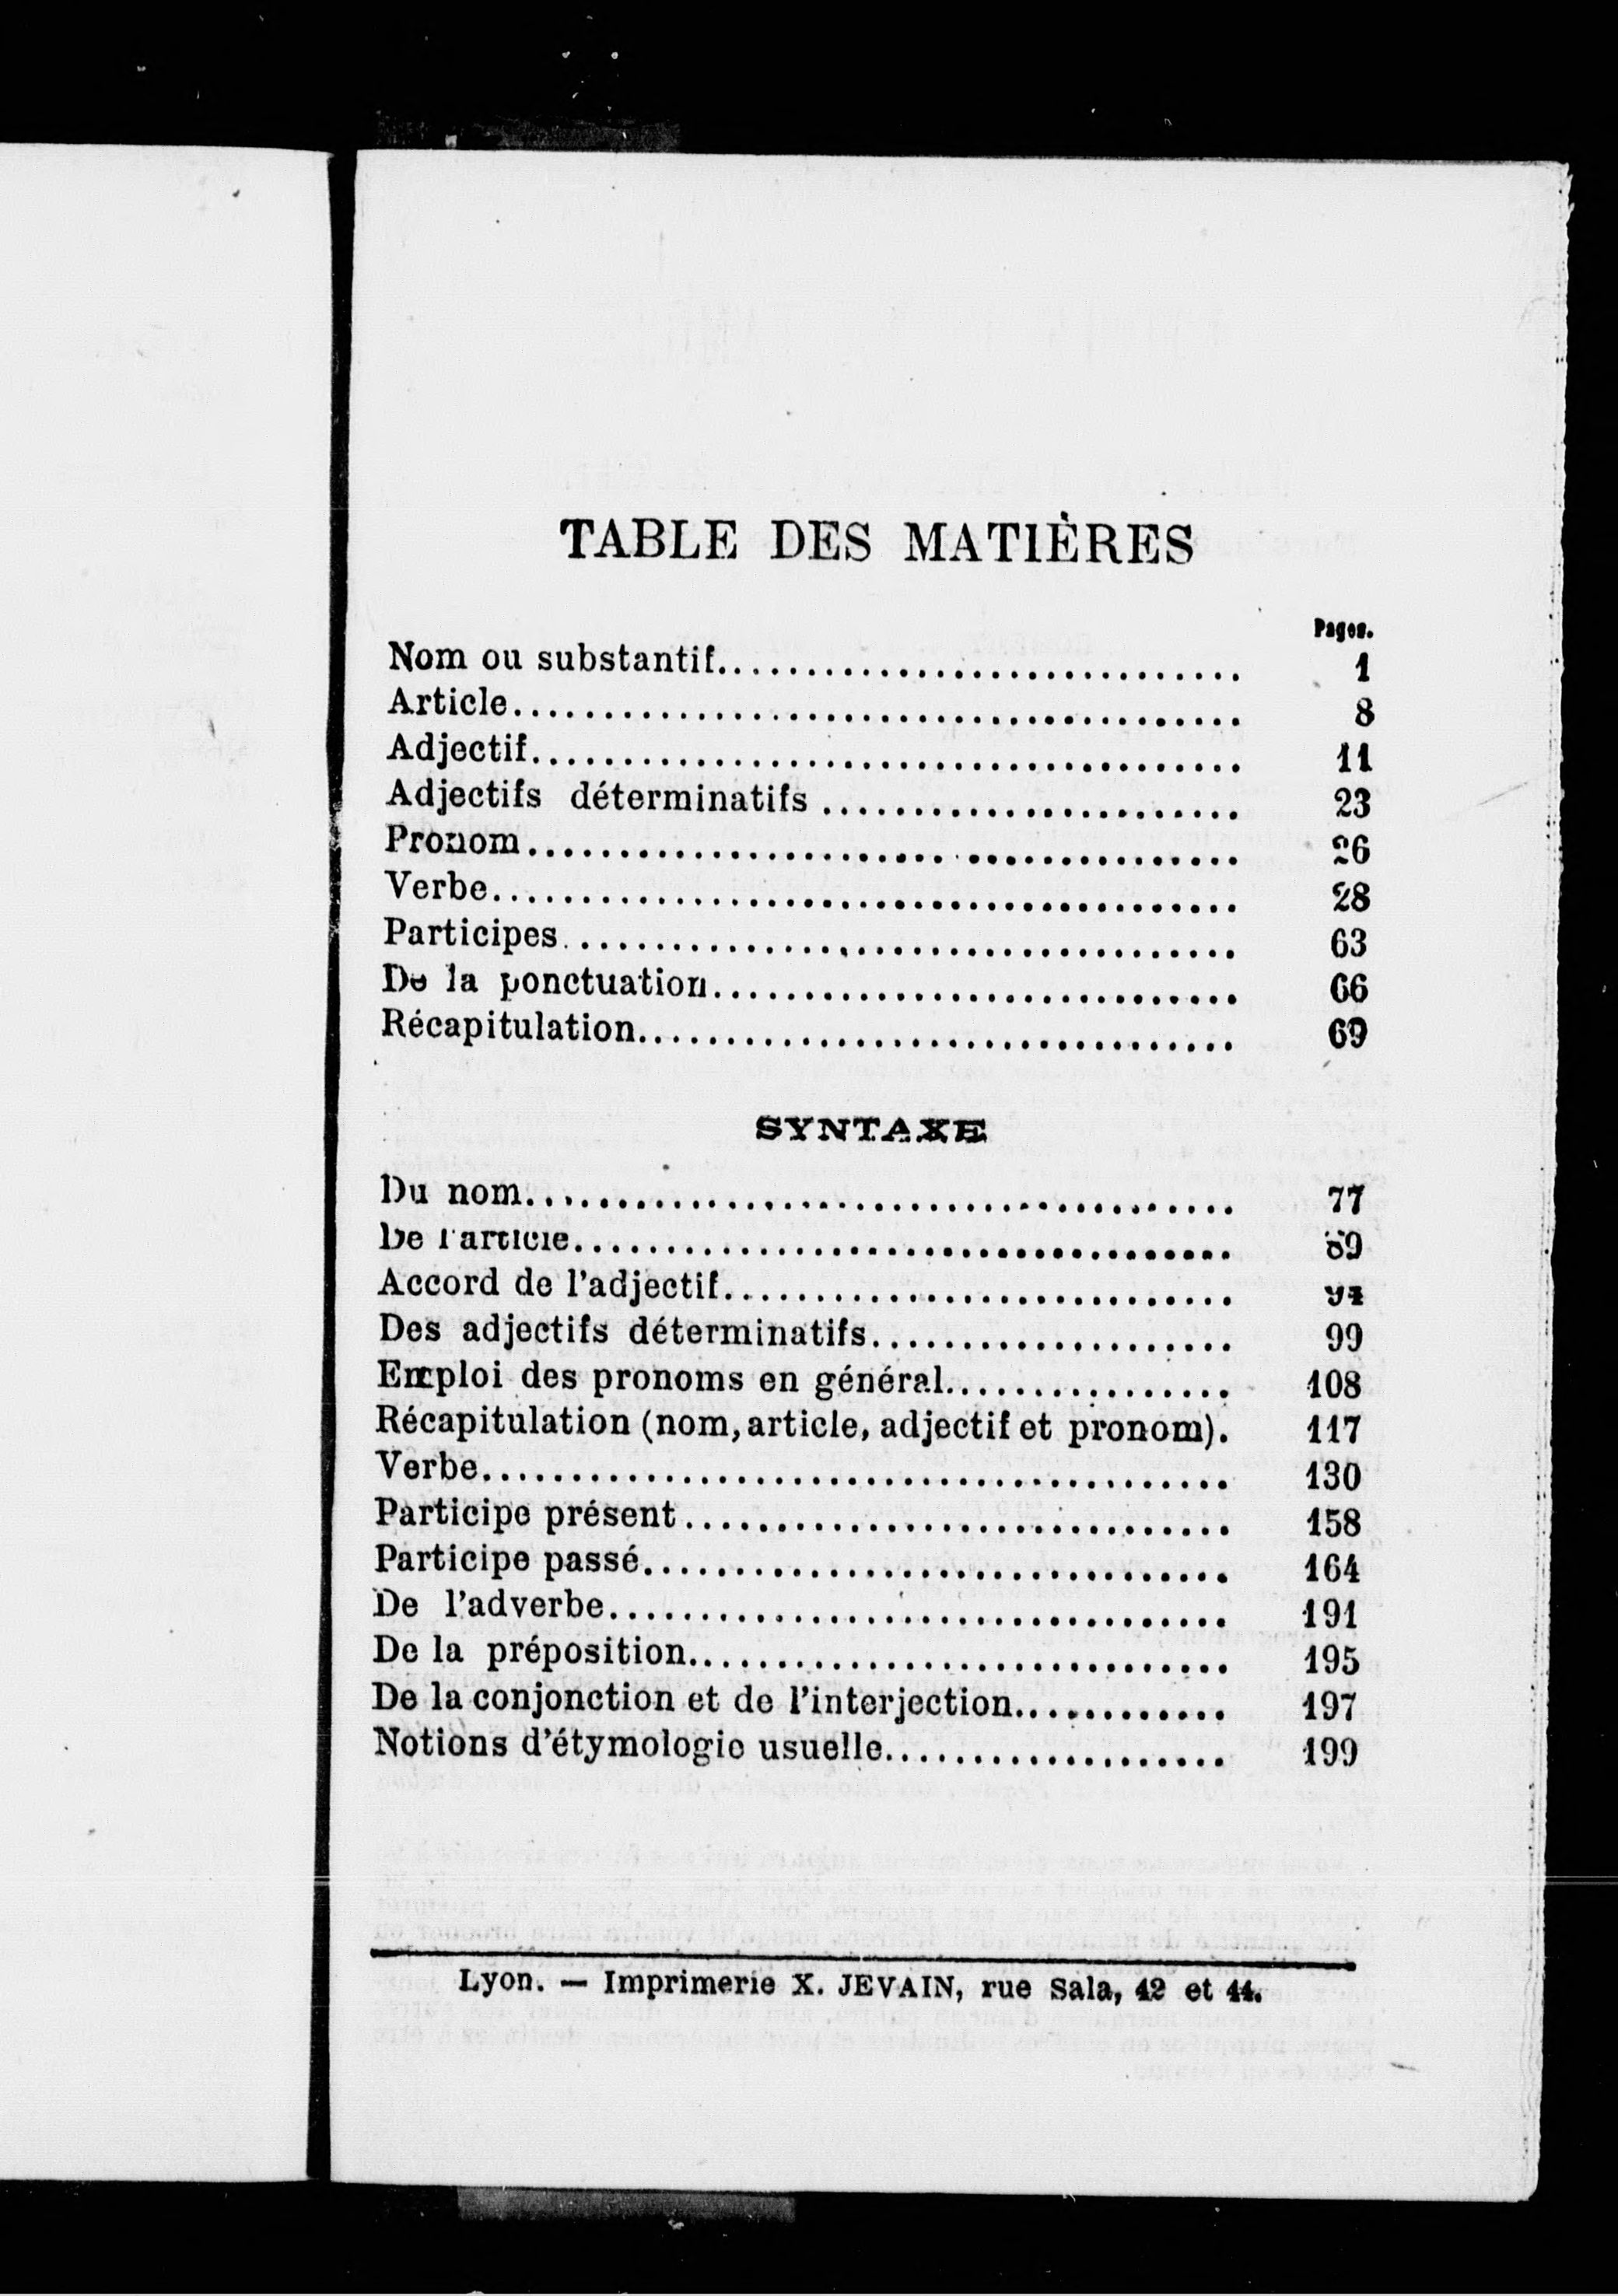 TABLE DES MATIÈRES
Pages.
Nom ou substantif.............................. 1
Article......................................... 8
Adjectif........................................ 11
Adjectifs déterminatifs ........................ 23
Pronom........................................ 26
Verbe.......................................... 28
Participes...................................... 63
De la ponctuation.............................. 66
Récapitulation.................................. 69
SYNTAXE
Du nom........................................ 77
De l'article..................................... 89
Accord de l'adjectif.............................
Des adjectifs déterminatifs..................... 99
Emploi des pronoms en général................ 108
Récapitulation (nom, article, adjectif et pronom). 117
Verbe.......................................... 130
Participe présent............................... 158
Participe passé................................. 164
De l'adverbe................................... 191
De la préposition............................... 195
De la conjonction et de l'interjection............ 197
Notions d'étymologie usuelle................... 199
Lyon. — Imprimerie X. JEVAIN, rue Sala, 42 et 44.